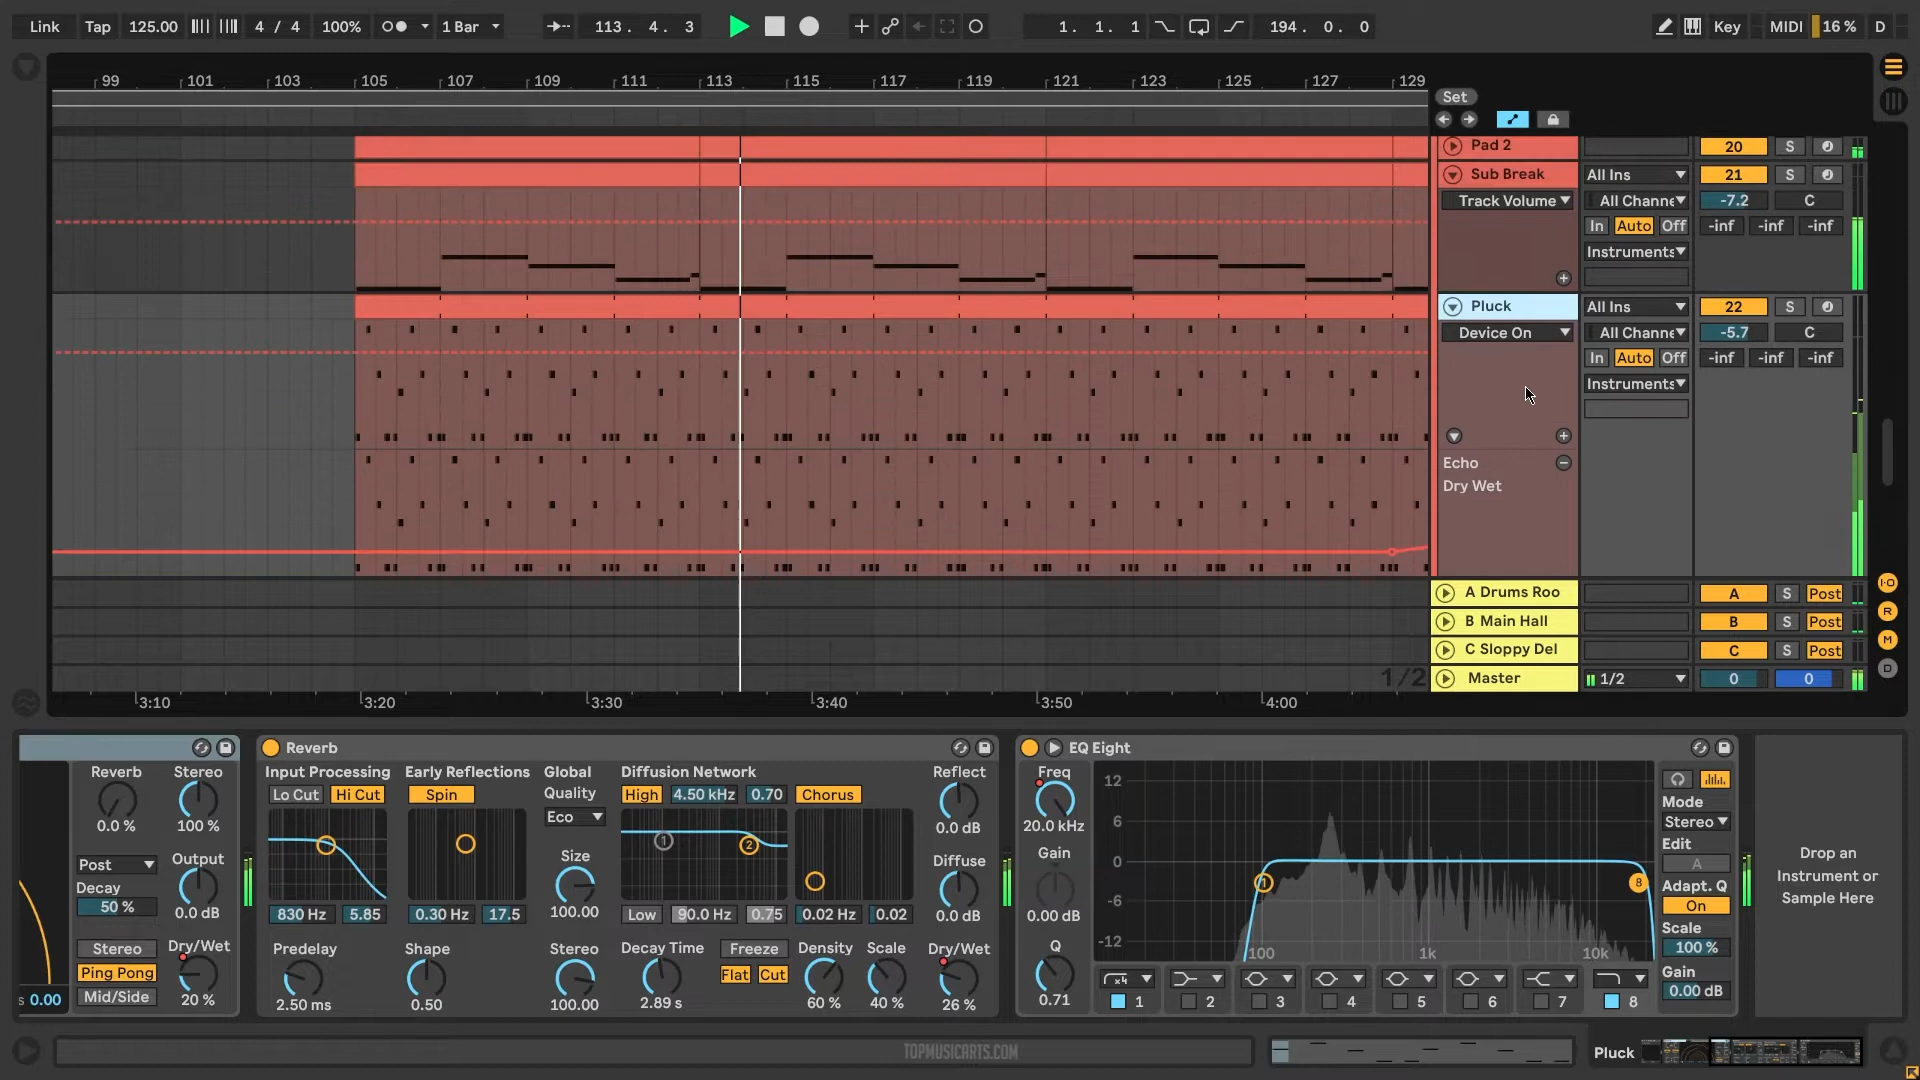 Link Tap 125.00 4 / 4 100% 1 Bar 113. 4. 3 1. 1. 1 194. 0. 0 Key MIDI 16 % D
99 101 103 105 107 109 111 113 115 117 119 121 123 125 127 129
Set
Pad 2 20 S
Sub Break All Ins 21 S
Track Volume All Channe -7.2 C
In Auto Off -inf -inf -inf
Instruments
Pluck All Ins 22 S
Device On All Channe -5.7 C
In Auto Off -inf -inf -inf
Instruments
Echo
Dry Wet
A Drums Roo A S Post
B Main Hall B S Post
C Sloppy Del C S Post
1/2 Master 1/2 0 0
I-O
R
M
D
3:10 3:20 3:30 3:40 3:50 4:00
Reverb Stereo
0.0 % 100 %
Post Output
Decay
50 % 0.0 dB
Stereo Dry/Wet
Ping Pong
Mid/Side 20 %
s 0.00
Reverb
Input Processing Early Reflections Global Diffusion Network Reflect
Lo Cut Hi Cut Spin Quality High 4.50 kHz 0.70 Chorus
Eco 0.0 dB
1 2
Size Diffuse
100.00
830 Hz 5.85 0.30 Hz 17.5 Low 90.0 Hz 0.75 0.02 Hz 0.02 0.0 dB
Predelay Shape Stereo Decay Time Freeze Density Scale Dry/Wet
Flat Cut
2.50 ms 0.50 100.00 2.89 s 60 % 40 % 26 %
EQ Eight
Freq
20.0 kHz
Gain
0.00 dB
Q
0.71
12
6
0
-6
-12
1 8
100 1k 10k
x4
1 2 3 4 5 6 7 8
Mode
Stereo
Edit
A
Adapt. Q
On
Scale
100 %
Gain
0.00 dB
Drop an
Instrument or
Sample Here
TOPMUSICARTS.COM
Pluck